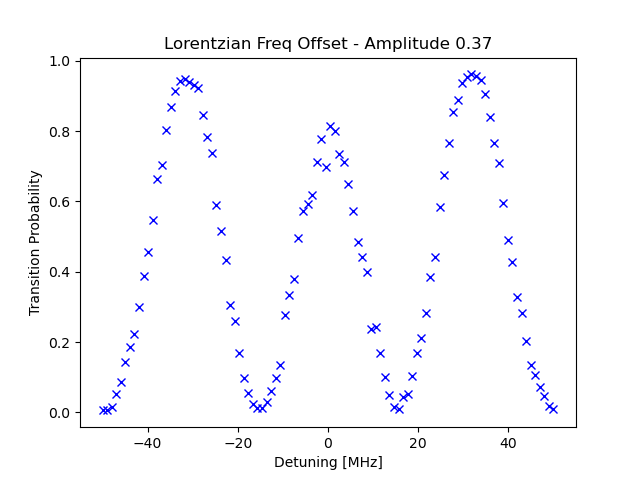 Lorentzian Freq Offset - Amplitude 0.37
1.0
0.8
0.6
0.4
0.2
0.0
Transition Probability
−40 −20 0 20 40
Detuning [MHz]